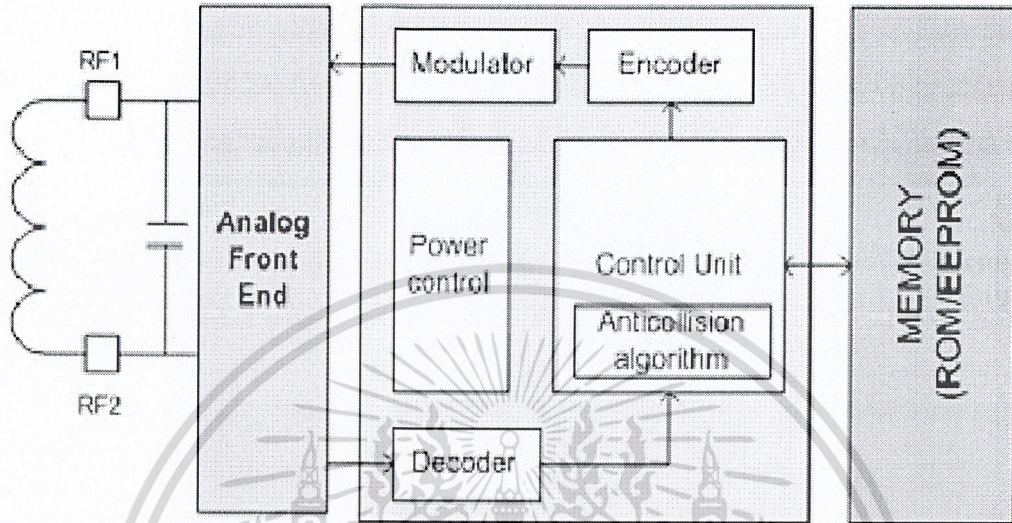 RF1
RF2
Analog
Front
End
Modulator
Encoder
Power
control
Control Unit
Anticollision
algorithm
Decoder
MEMORY
(ROM/EEPROM)